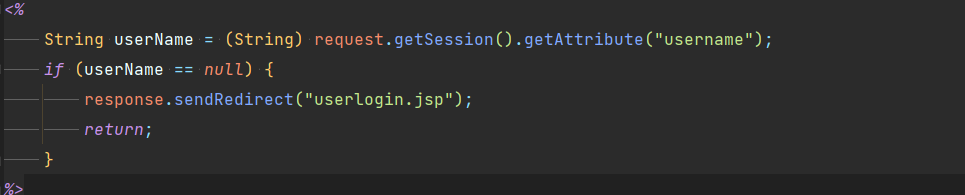 <%
String userName = (String) request.getSession().getAttribute("username");
if (userName == null) {
response.sendRedirect("userlogin.jsp");
return;
}
%>